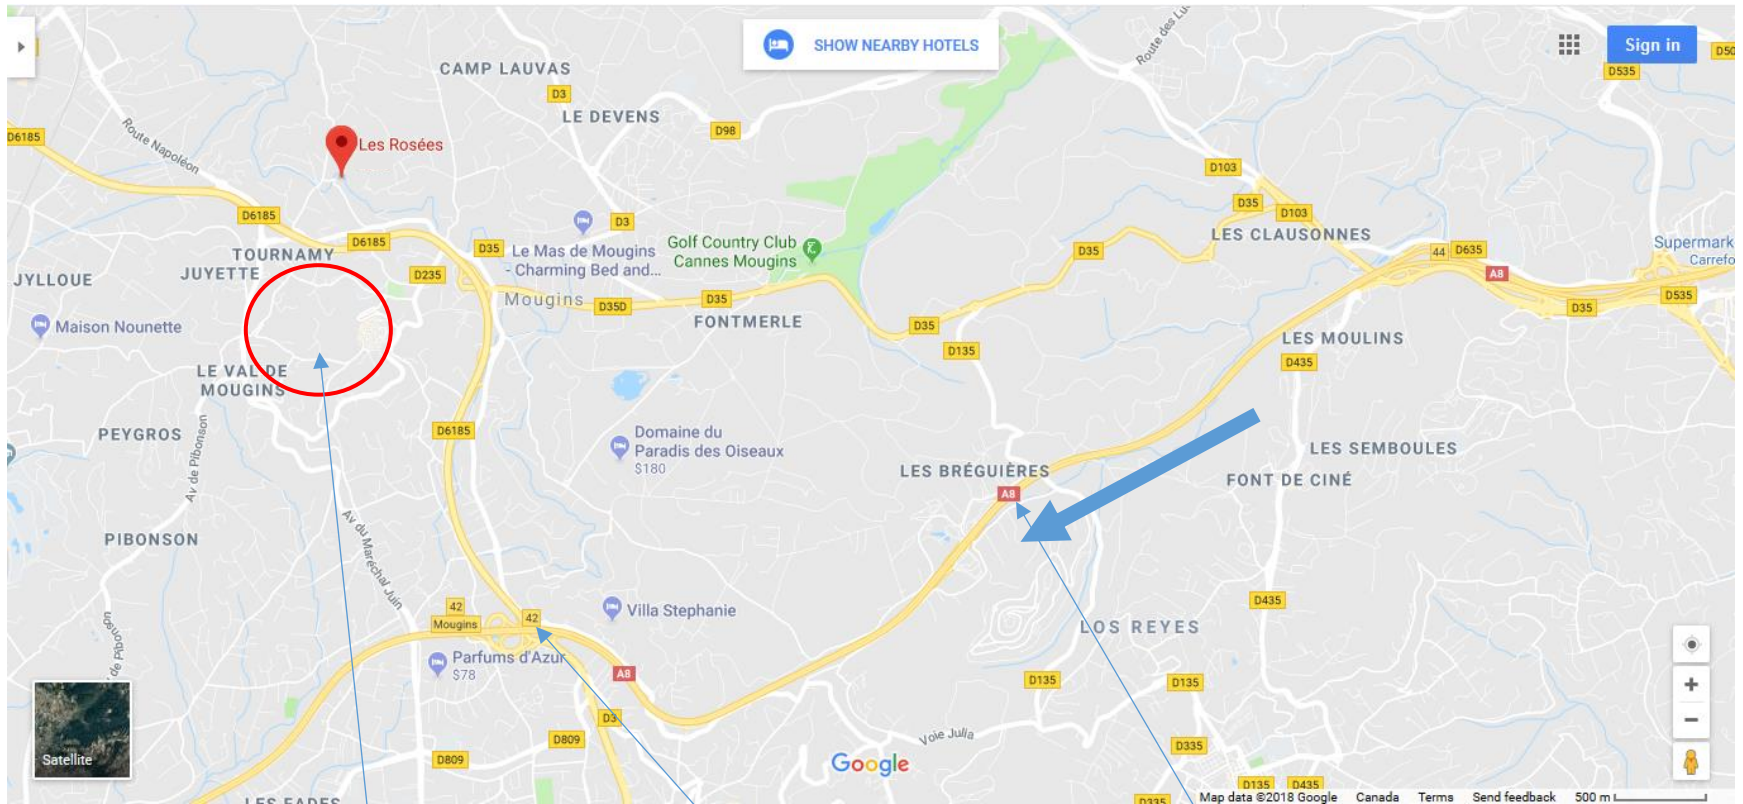 SHOW NEARBY HOTELS
Sign in
Route des Luc
D535
CAMP LAUVAS
D3
LE DEVENS
D98
D6185
Route Napoléon
Les Rosées
D103
D6185
D3
D35
D103
TOURNAMY
D6185
D35
Le Mas de Mougins
- Charming Bed and...
Golf Country Club
Cannes Mougins
D35
LES CLAUSONNES
44
D635
Supermark
Carrefo
JYLLOUE
JUYETTE
D235
A8
Mougins
D35D
D35
D535
D35
Maison Nounette
FONTMERLE
D35
LES MOULINS
D135
D435
LE VAL DE
MOUGINS
PEYGROS
Av de Pibonson
D6185
Domaine du
Paradis des Oiseaux
$180
LES BRÉGUIÈRES
LES SEMBOULES
FONT DE CINÉ
A8
PIBONSON
Av du Maréchal Juin
42
Mougins
42
Villa Stephanie
D435
LOS REYES
de Pibonson
Parfums d'Azur
$78
A8
D135
D135
D3
D809
D809
Voie Julia
D335
Satellite
Google
D135
D435
LES FADES
D335
Map data ©2018 Google
Canada
Terms
Send feedback
500 m